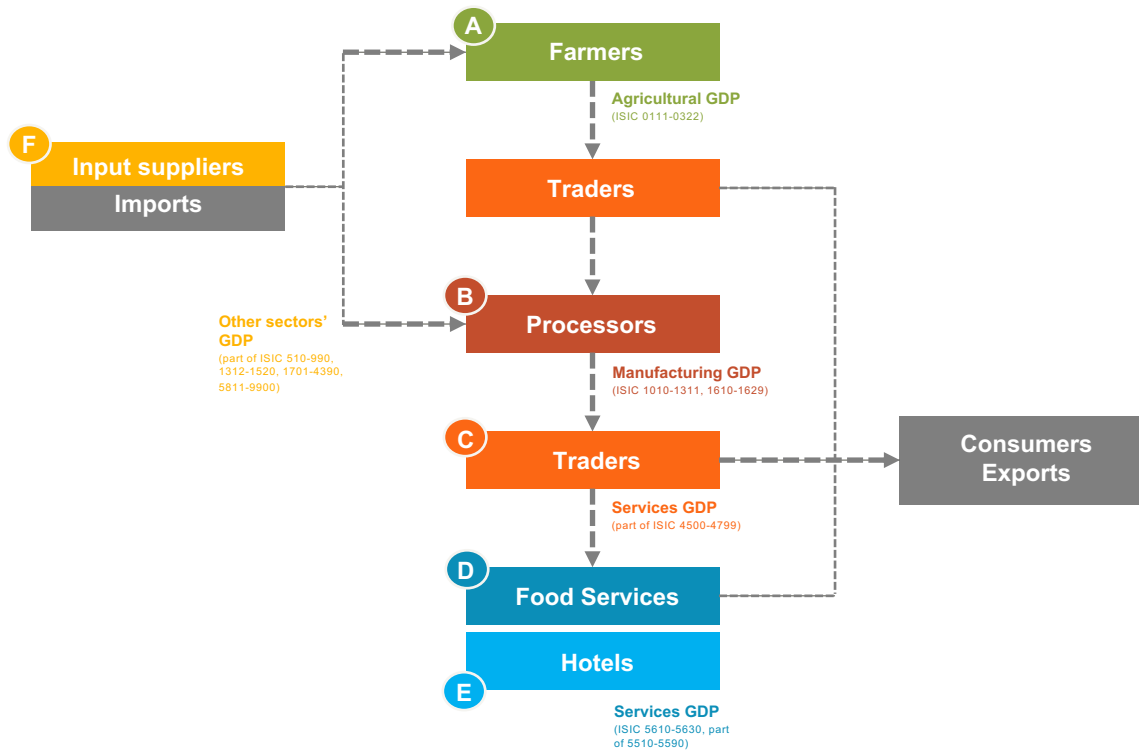 A
Farmers
Agricultural GDP
(ISIC 0111-0322)
F
Input suppliers
Imports
Traders
B
Processors
Other sectors’
GDP
(part of ISIC 510-990,
1312-1520, 1701-4390,
5811-9900)
Manufacturing GDP
(ISIC 1010-1311, 1610-1629)
C
Traders
Consumers
Exports
Services GDP
(part of ISIC 4500-4799)
D
Food Services
Hotels
E
Services GDP
(ISIC 5610-5630, part
of 5510-5590)